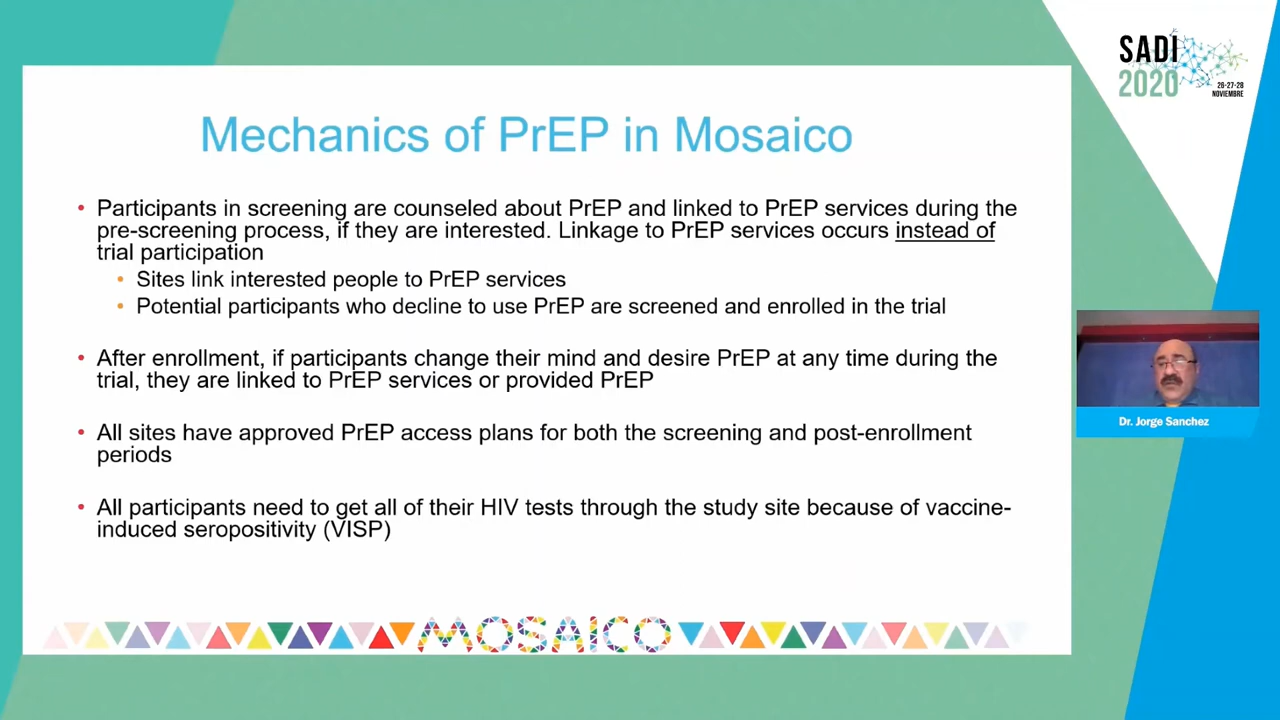 SADI
2020
26-27-28
NOVIEMBRE
Mechanics of PrEP in Mosaico
• Participants in screening are counseled about PrEP and linked to PrEP services during the
pre-screening process, if they are interested. Linkage to PrEP services occurs instead of
trial participation
• Sites link interested people to PrEP services
• Potential participants who decline to use PrEP are screened and enrolled in the trial
• After enrollment, if participants change their mind and desire PrEP at any time during the
trial, they are linked to PrEP services or provided PrEP
• All sites have approved PrEP access plans for both the screening and post-enrollment
periods
• All participants need to get all of their HIV tests through the study site because of vaccine-
induced seropositivity (VISP)
Dr. Jorge Sanchez
MOSAICO